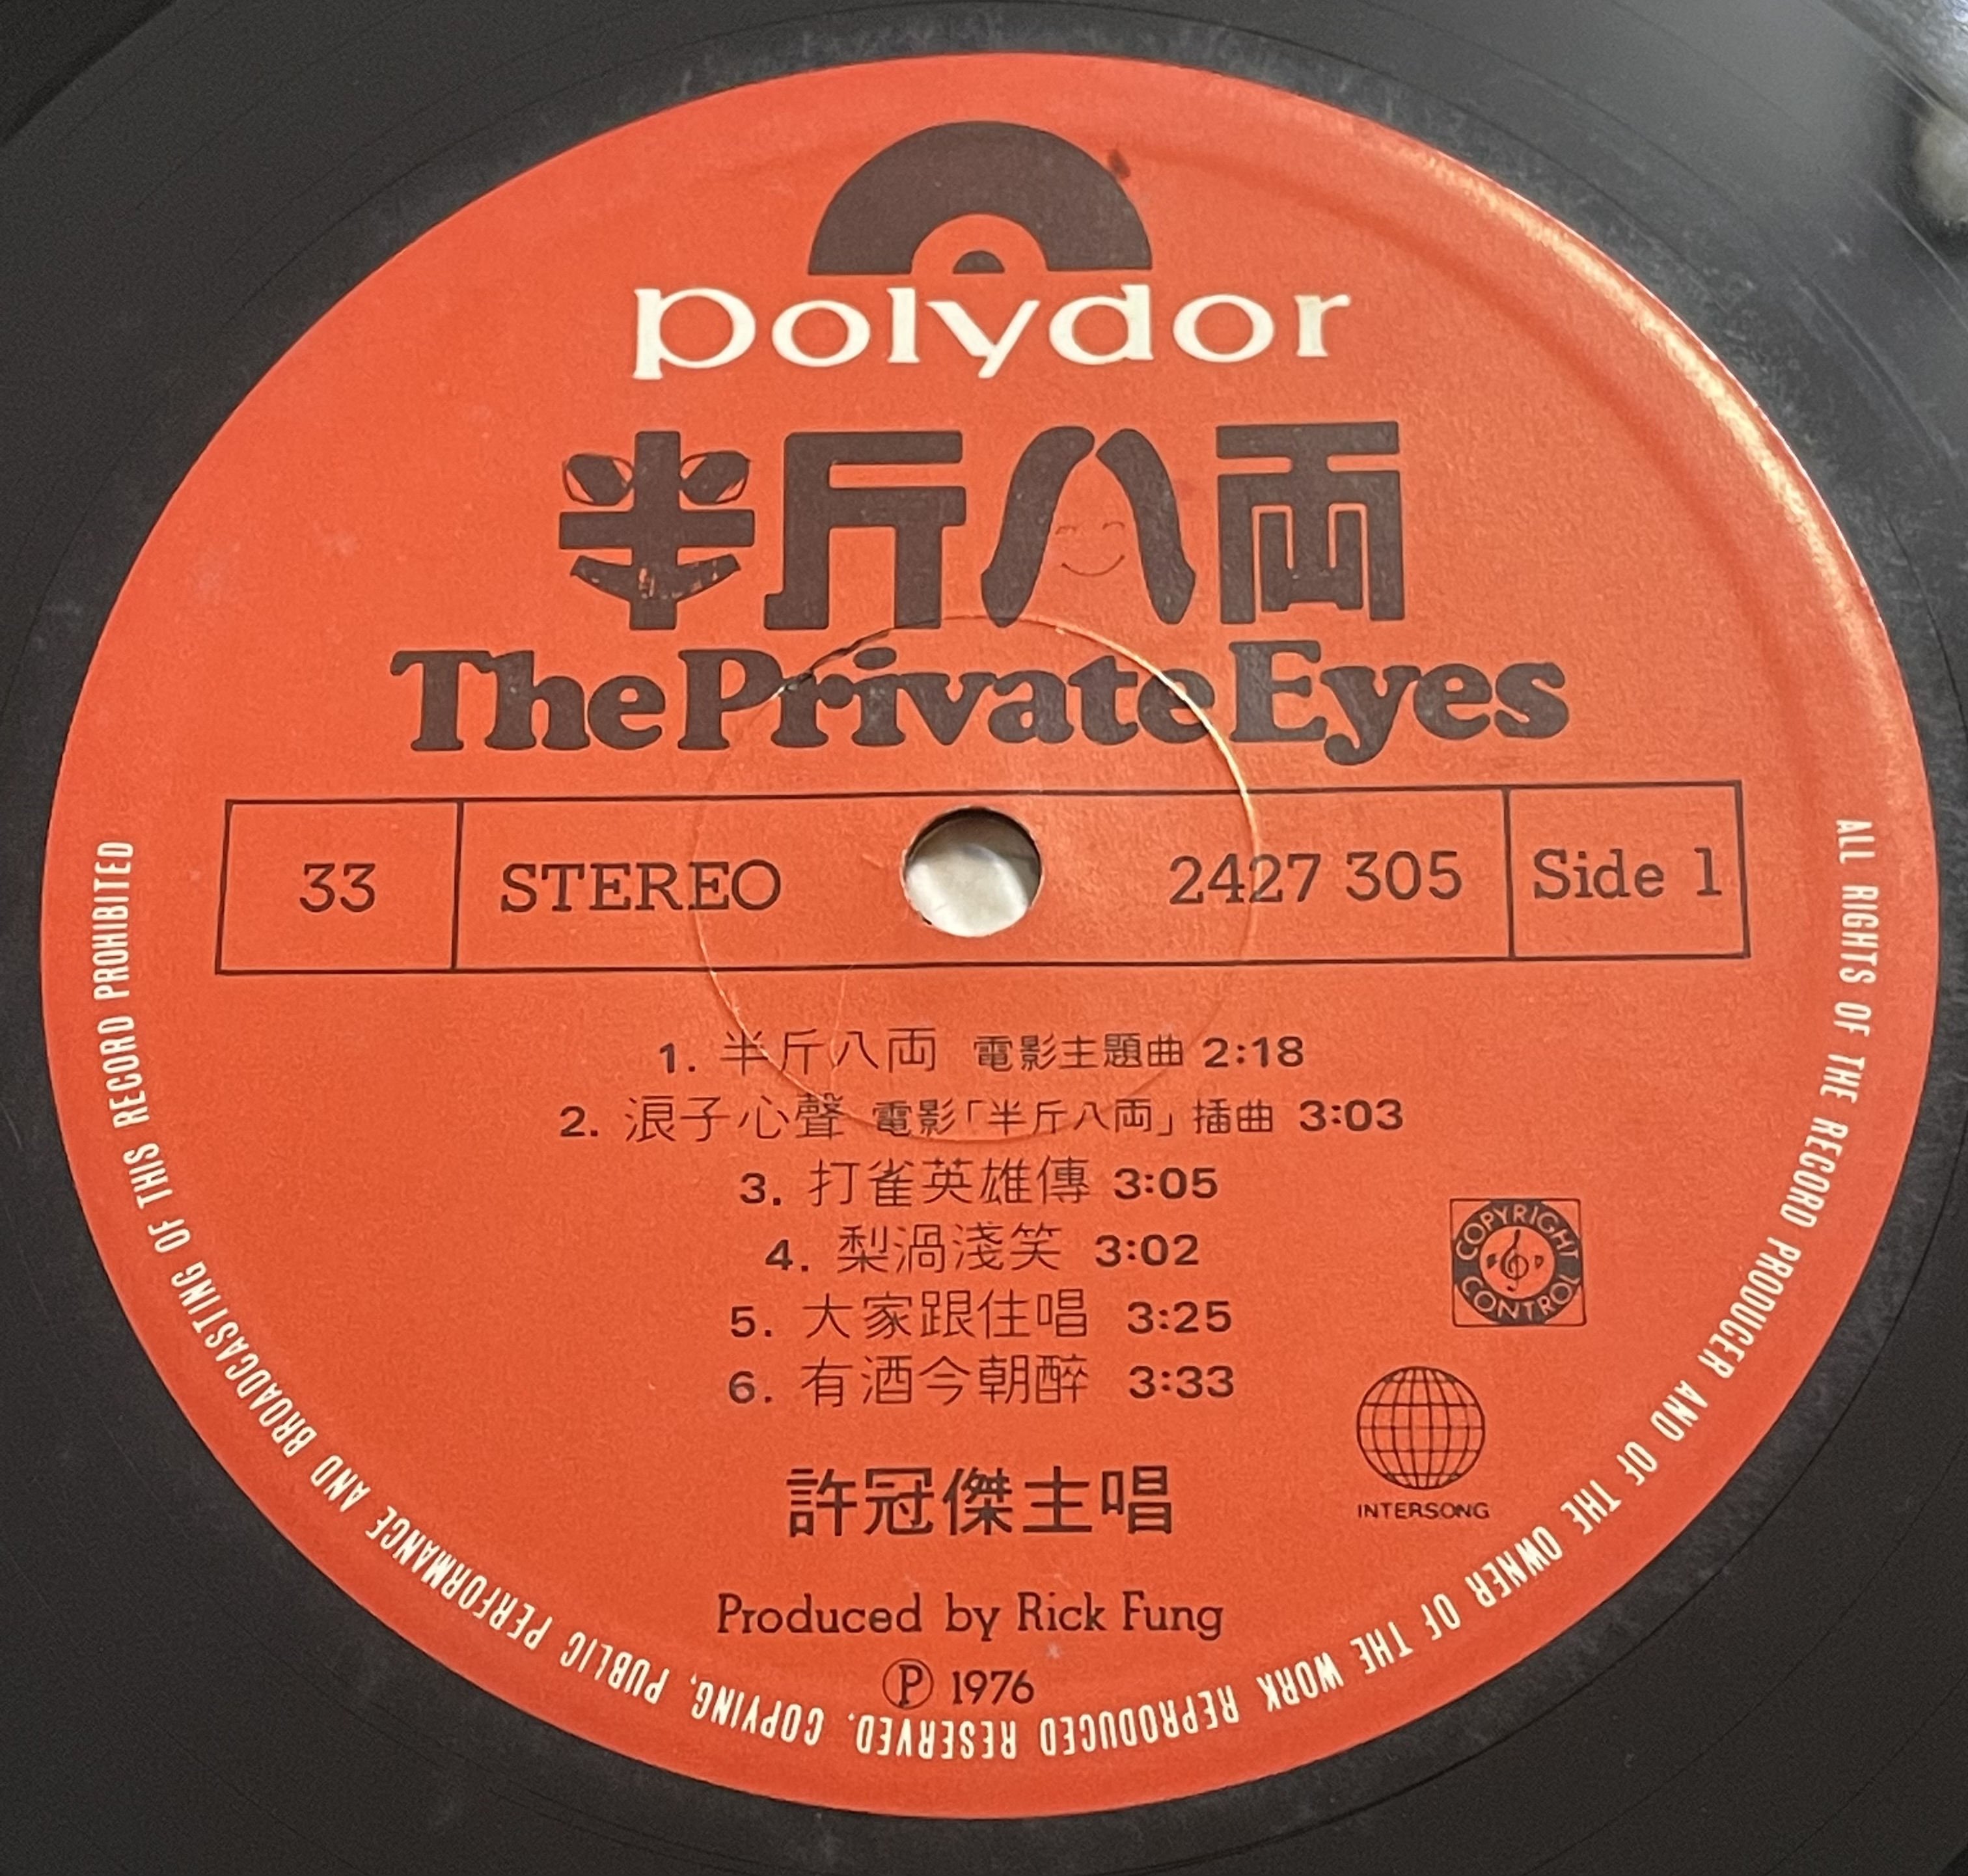 polydor
半斤八両
The Private Eyes
33 STEREO 2427 305 Side 1
1. 半斤八両 電影主題曲 2:18
2. 浪子心聲 電影「半斤八両」插曲 3:03
3. 打雀英雄傳 3:05
4. 梨渦淺笑 3:02
5. 大家跟住唱 3:25
6. 有酒今朝醉 3:33
COPYRIGHT CONTROL
INTERSONG
許冠傑主唱
Produced by Rick Fung
Ⓟ 1976
ALL RIGHTS OF THE RECORD PRODUCER AND OF THE OWNER OF THE WORK REPRODUCED RESERVED. COPYING, PUBLIC PERFORMANCE AND BROADCASTING OF THIS RECORD PROHIBITED